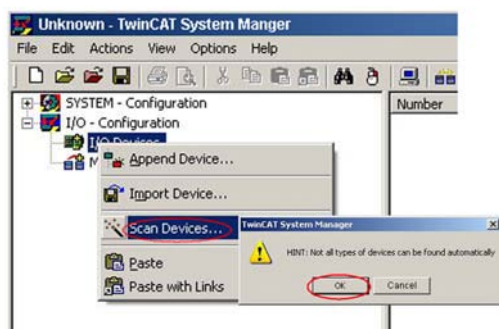 Unknown - TwinCAT System Manger
File Edit Actions View Options Help
SYSTEM - Configuration
Number
I/O - Configuration
I/O Devices
M
Append Device...
Import Device...
Scan Devices...
Paste
Paste with Links
TwinCAT System Manager
HINT: Not all types of devices can be found automatically
OK Cancel